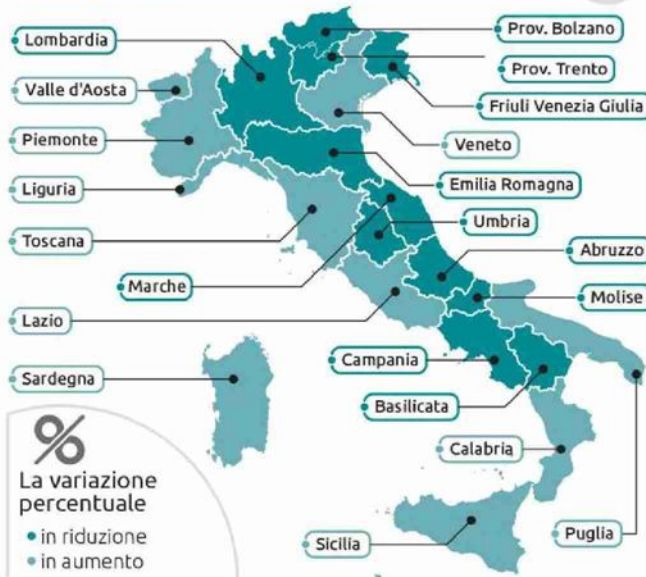 Lombardia
Prov. Bolzano
Prov. Trento
Valle d'Aosta
Friuli Venezia Giulia
Piemonte
Veneto
Liguria
Emilia Romagna
Umbria
Toscana
Abruzzo
Marche
Molise
Lazio
Campania
Sardegna
Basilicata
Calabria
%
La variazione
percentuale
in riduzione
in aumento
Sicilia
Puglia